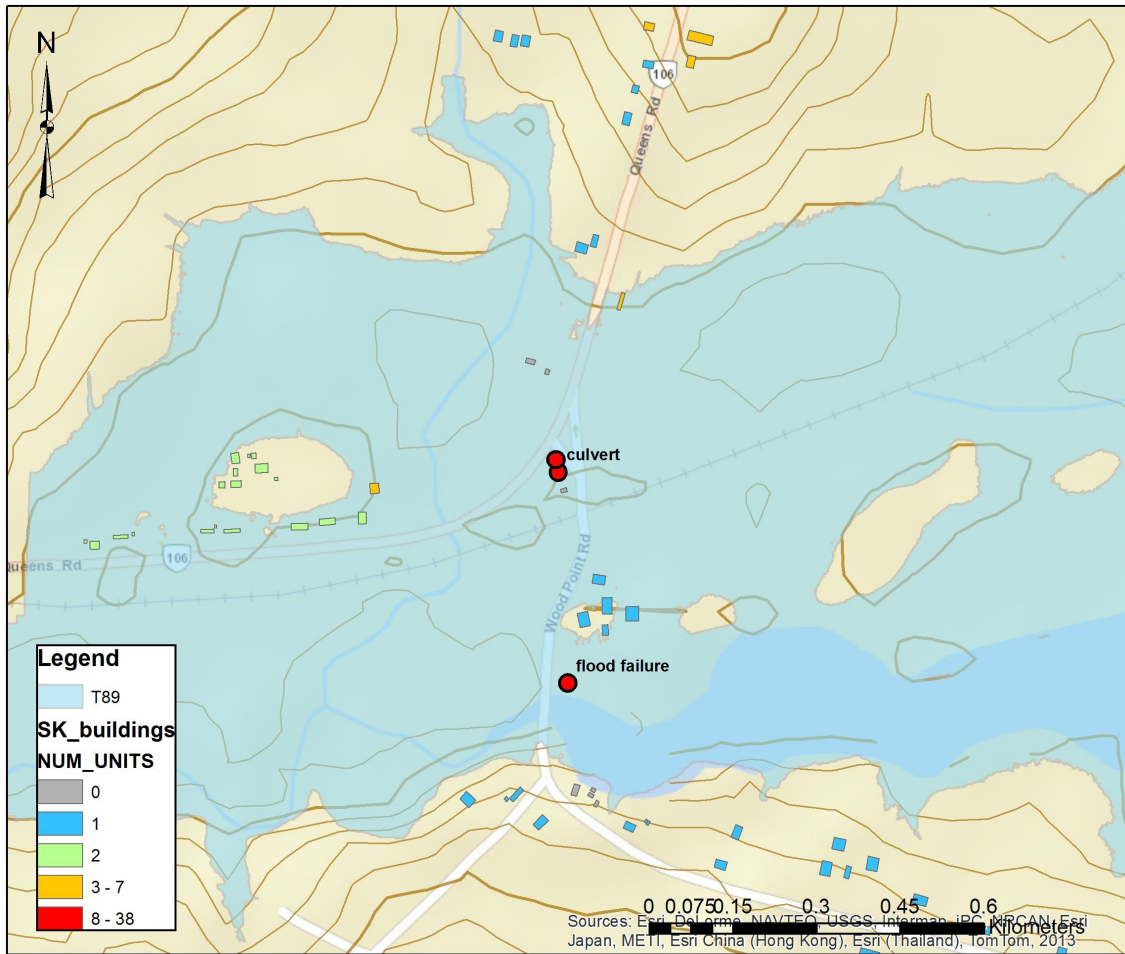 N
106
Queens Rd
culvert
106
Queens Rd
Wood Point Rd
flood failure
Legend
T89
SK_buildings
NUM_UNITS
0
1
2
3 - 7
8 - 38
0 0.075 0.15 0.3 0.45 0.6
Kilometers
Sources: Esri, DeLorme, NAVTEQ, USGS, Intermap, iPC, NRCAN, Esri
Japan, METI, Esri China (Hong Kong), Esri (Thailand), TomTom, 2013